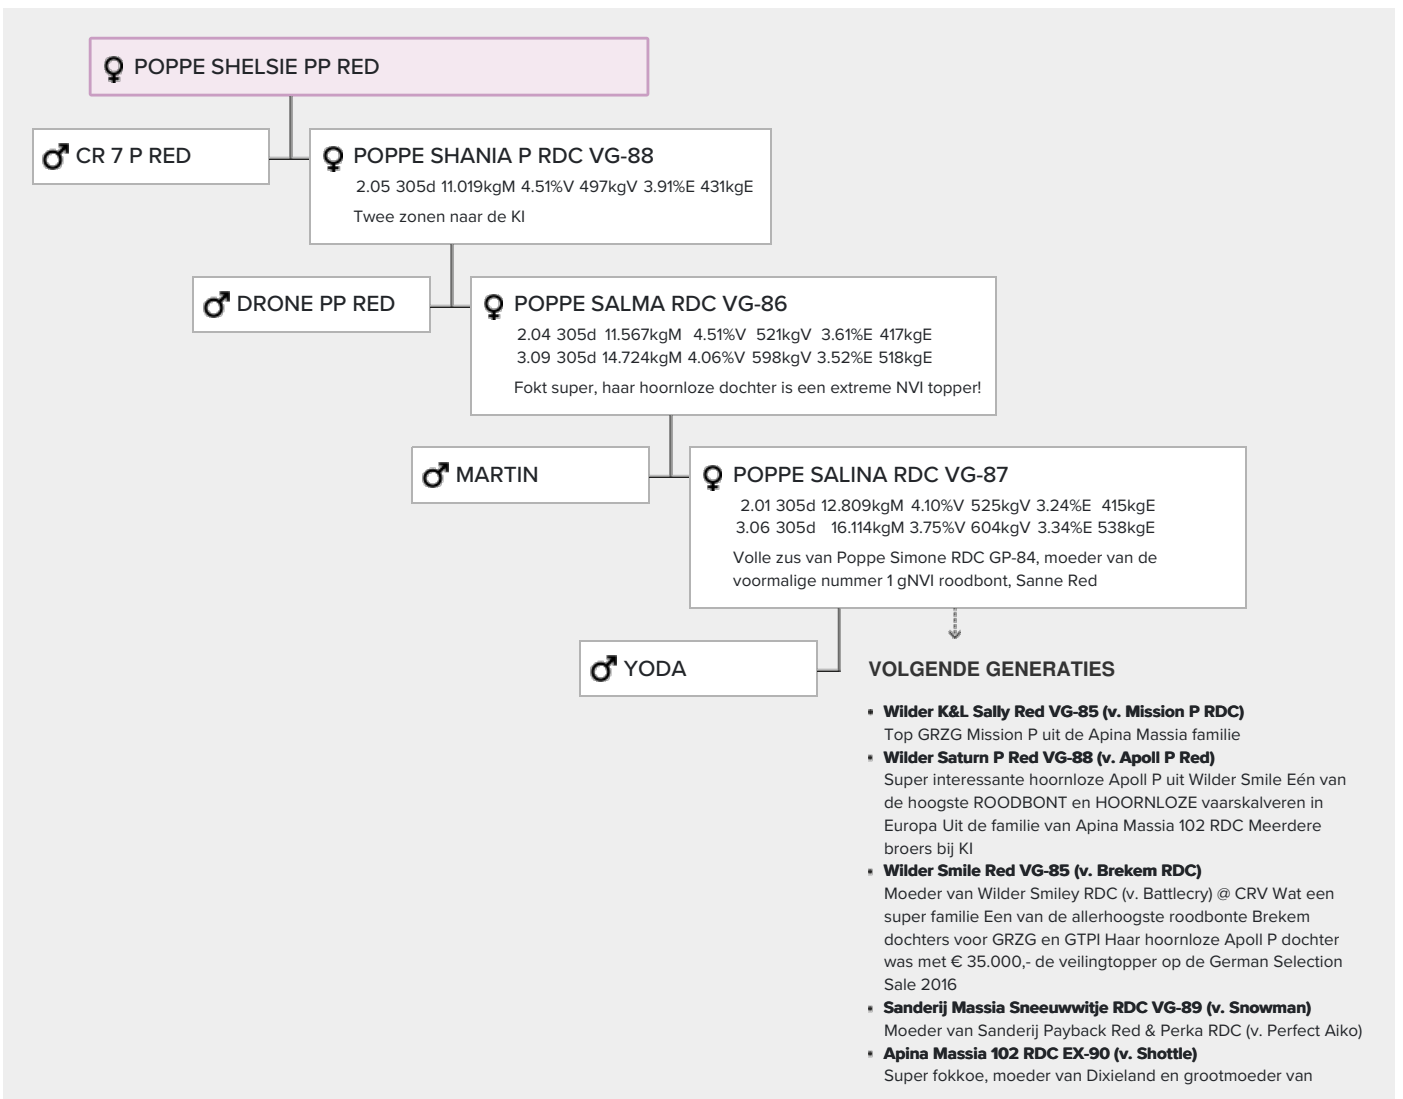 POPPE SHELSIE PP RED
CR 7 P RED
POPPE SHANIA P RDC VG-88
2.05 305d 11.019kgM 4.51%V 497kgV 3.91%E 431kgE
Twee zonen naar de KI
DRONE PP RED
POPPE SALMA RDC VG-86
2.04 305d 11.567kgM 4.51%V 521kgV 3.61%E 417kgE
3.09 305d 14.724kgM 4.06%V 598kgV 3.52%E 518kgE
Fokt super, haar hoornloze dochter is een extreme NVI topper!
MARTIN
POPPE SALINA RDC VG-87
2.01 305d 12.809kgM 4.10%V 525kgV 3.24%E 415kgE
3.06 305d 16.114kgM 3.75%V 604kgV 3.34%E 538kgE
Volle zus van Poppe Simone RDC GP-84, moeder van de
voormalige nummer 1 gNVI roodbont, Sanne Red
YODA
VOLGENDE GENERATIES
▪ Wilder K&L Sally Red VG-85 (v. Mission P RDC)
Top GRZG Mission P uit de Apina Massia familie
▪ Wilder Saturn P Red VG-88 (v. Apoll P Red)
Super interessante hoornloze Apoll P uit Wilder Smile Eén van
de hoogste ROODBONT en HOORNLOZE vaarskalveren in
Europa Uit de familie van Apina Massia 102 RDC Meerdere
broers bij KI
▪ Wilder Smile Red VG-85 (v. Brekem RDC)
Moeder van Wilder Smiley RDC (v. Battlecry) @ CRV Wat een
super familie Een van de allerhoogste roodbonte Brekem
dochters voor GRZG en GTPI Haar hoornloze Apoll P dochter
was met € 35.000,- de veilingtopper op de German Selection
Sale 2016
▪ Sanderij Massia Sneeuwwitje RDC VG-89 (v. Snowman)
Moeder van Sanderij Payback Red & Perka RDC (v. Perfect Aiko)
▪ Apina Massia 102 RDC EX-90 (v. Shottle)
Super fokkoe, moeder van Dixieland en grootmoeder van